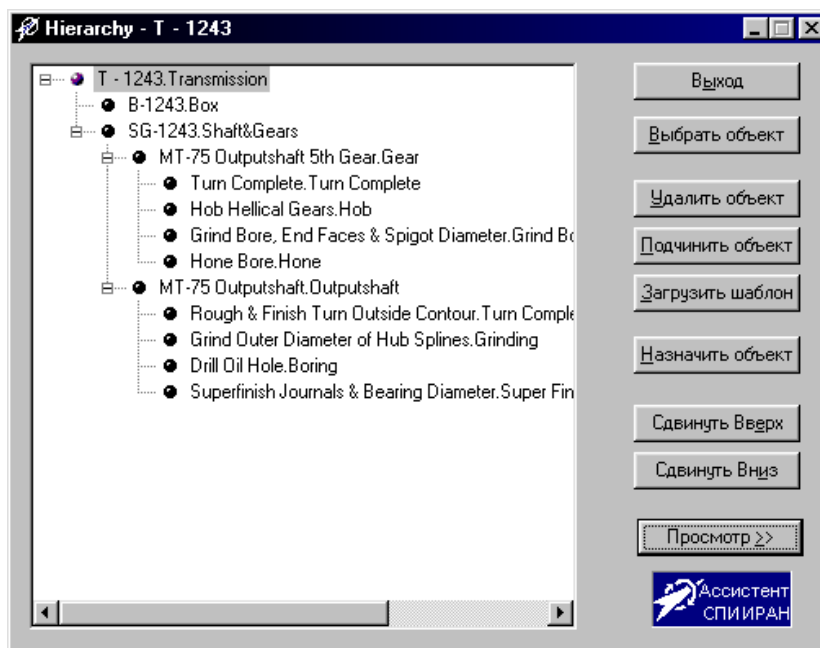 Hierarchy - T - 1243
T - 1243.Transmission
B-1243.Box
SG-1243.Shaft&Gears
MT-75 Outputshaft 5th Gear.Gear
Turn Complete.Turn Complete
Hob Hellical Gears.Hob
Grind Bore, End Faces & Spigot Diameter.Grind Bo
Hone Bore.Hone
MT-75 Outputshaft.Outputshaft
Rough & Finish Turn Outside Contour.Turn Comple
Grind Outer Diameter of Hub Splines.Grinding
Drill Oil Hole.Boring
Superfinish Journals & Bearing Diameter.Super Fin
Выход
Выбрать объект
Удалить объект
Подчинить объект
Загрузить шаблон
Назначить объект
Сдвинуть Вверх
Сдвинуть Вниз
Просмотр >>
Ассистент
СПИИРАН